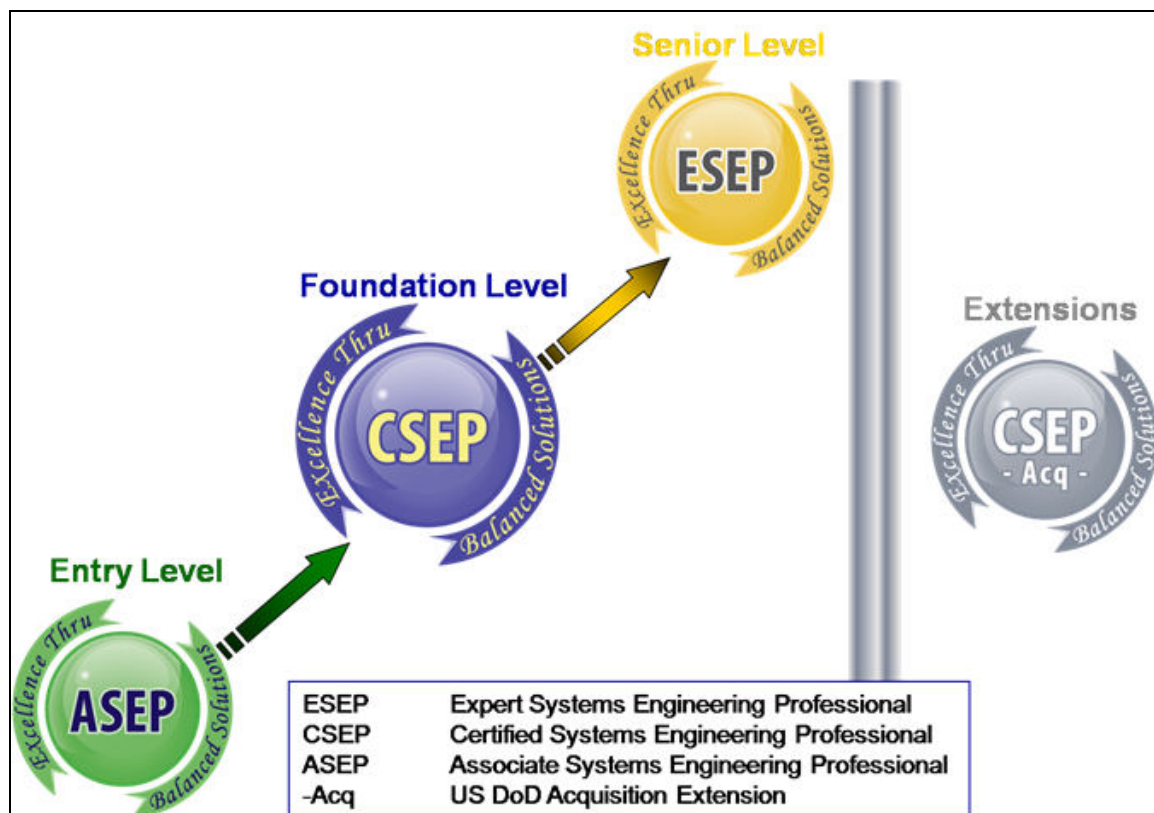 Senior Level
Excellence Thru
ESEP
Balanced Solutions
Foundation Level
Excellence Thru
CSEP
Balanced Solutions
Extensions
Excellence Thru
CSEP
- Acq -
Balanced Solutions
Entry Level
Excellence Thru
ASEP
Balanced Solutions
ESEP Expert Systems Engineering Professional
CSEP Certified Systems Engineering Professional
ASEP Associate Systems Engineering Professional
-Acq US DoD Acquisition Extension